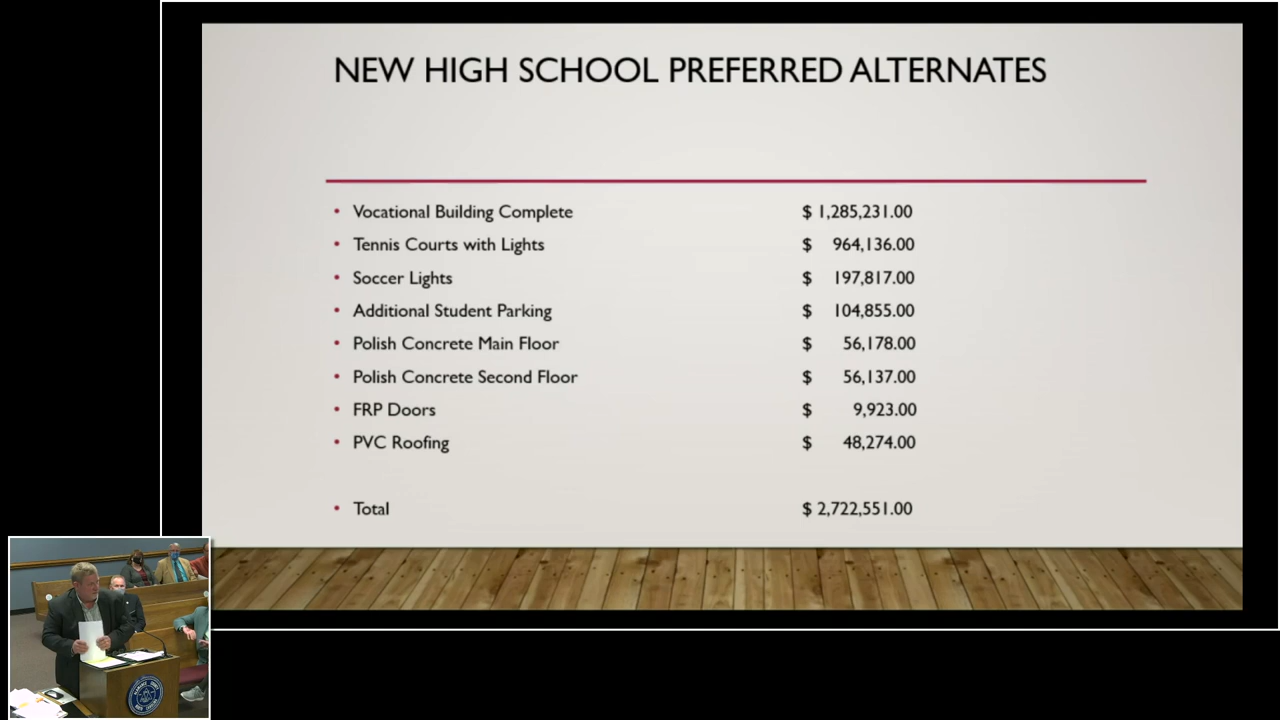 NEW HIGH SCHOOL PREFERRED ALTERNATES
• Vocational Building Complete $ 1,285,231.00
• Tennis Courts with Lights $ 964,136.00
• Soccer Lights $ 197,817.00
• Additional Student Parking $ 104,855.00
• Polish Concrete Main Floor $ 56,178.00
• Polish Concrete Second Floor $ 56,137.00
• FRP Doors $ 9,923.00
• PVC Roofing $ 48,274.00
• Total $ 2,722,551.00